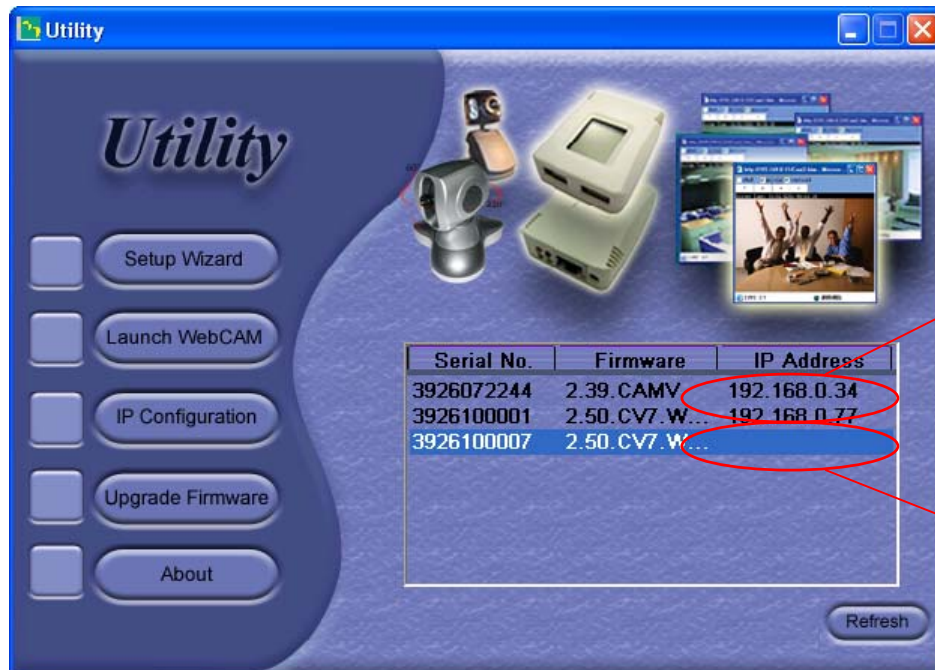 Utility
Utility
Setup Wizard
Launch WebCAM
IP Configuration
Upgrade Firmware
About
Serial No. Firmware IP Address
3926072244 2.39.CAMV 192.168.0.34
3926100001 2.50.CV7.W... 192.168.0.77
3926100007 2.50.CV7.W...
Refresh